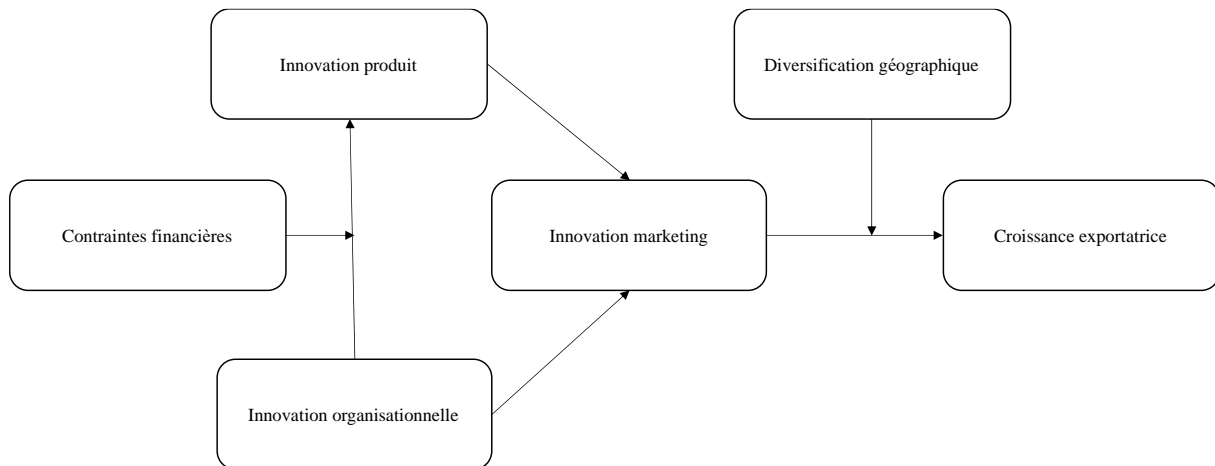 Innovation produit
Diversification géographique
Contraintes financières
Innovation marketing
Croissance exportatrice
Innovation organisationnelle